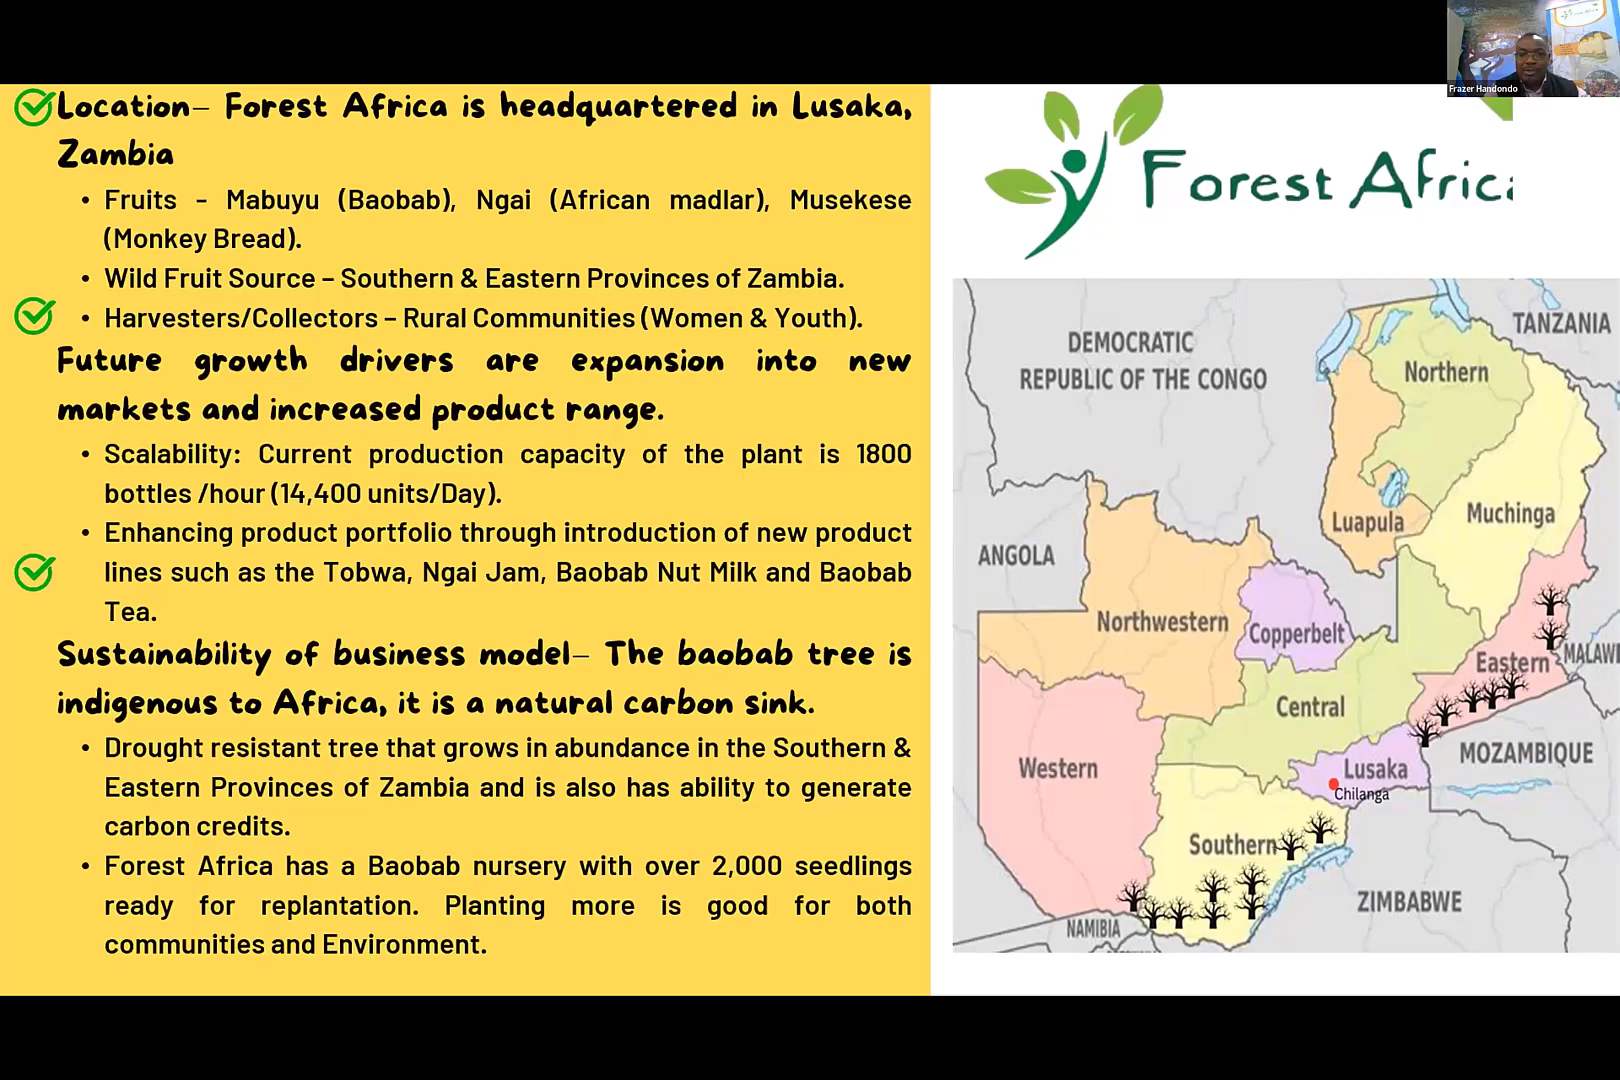 Location– Forest Africa is headquartered in Lusaka,
Zambia
• Fruits - Mabuyu (Baobab), Ngai (African madlar), Musekese
(Monkey Bread).
• Wild Fruit Source – Southern & Eastern Provinces of Zambia.
• Harvesters/Collectors – Rural Communities (Women & Youth).
Future growth drivers are expansion into new
markets and increased product range.
• Scalability: Current production capacity of the plant is 1800
bottles /hour (14,400 units/Day).
• Enhancing product portfolio through introduction of new product
lines such as the Tobwa, Ngai Jam, Baobab Nut Milk and Baobab
Tea.
Sustainability of business model– The baobab tree is
indigenous to Africa, it is a natural carbon sink.
• Drought resistant tree that grows in abundance in the Southern &
Eastern Provinces of Zambia and is also has ability to generate
carbon credits.
• Forest Africa has a Baobab nursery with over 2,000 seedlings
ready for replantation. Planting more is good for both
communities and Environment.
Frazer Handondo
Forest Africa
TANZANIA
DEMOCRATIC
REPUBLIC OF THE CONGO
Northern
Luapula
Muchinga
ANGOLA
Northwestern
Copperbelt
Eastern
MALAWI
Central
Western
Lusaka
Chilanga
MOZAMBIQUE
Southern
ZIMBABWE
NAMIBIA